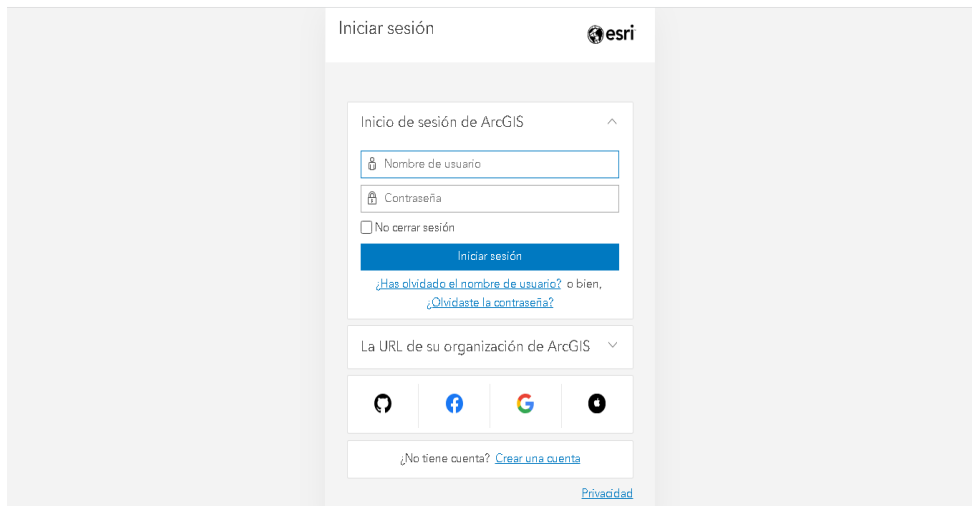 Iniciar sesión
esri
Inicio de sesión de ArcGIS
Nombre de usuario
Contraseña
No cerrar sesión
Iniciar sesión
¿Has olvidado el nombre de usuario? o bien,
¿Olvidaste la contraseña?
La URL de su organización de ArcGIS
¿No tiene cuenta? Crear una cuenta
Privacidad